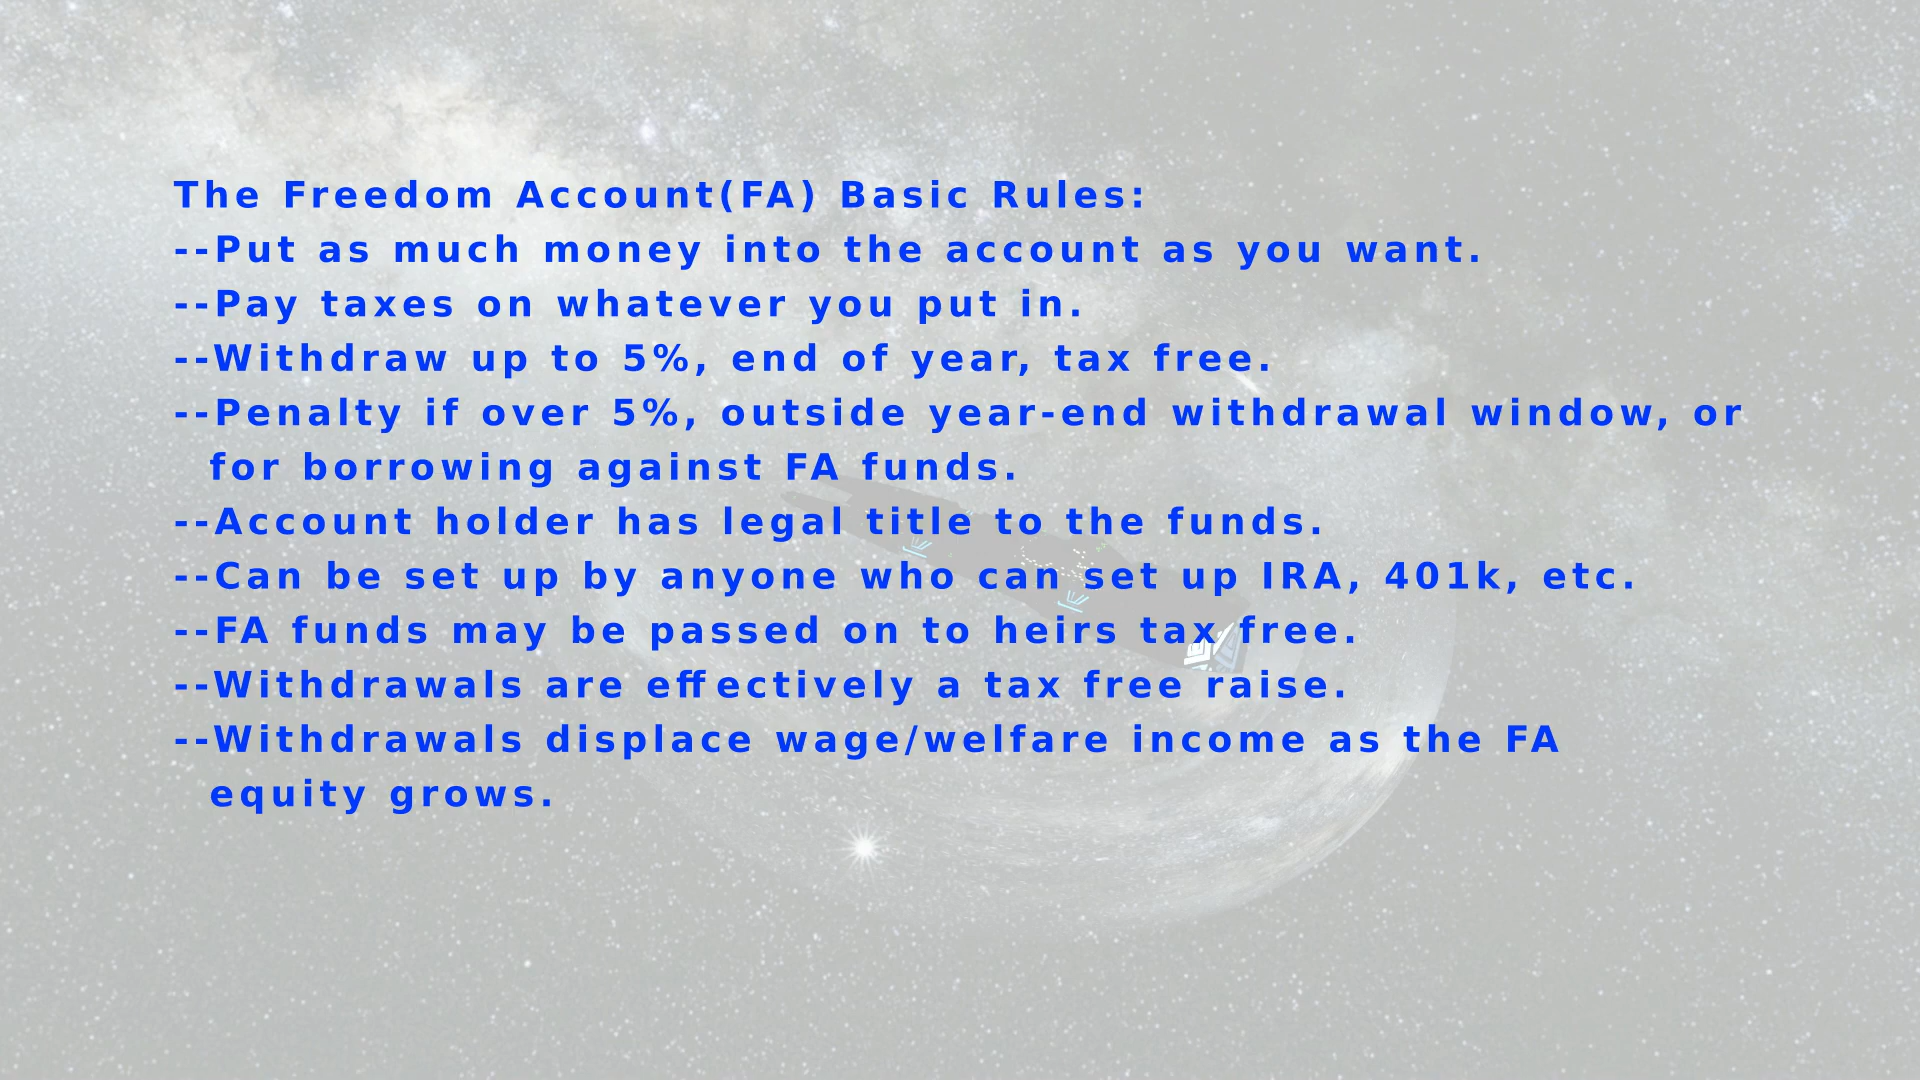 The Freedom Account(FA) Basic Rules:
--Put as much money into the account as you want.
--Pay taxes on whatever you put in.
--Withdraw up to 5%, end of year, tax free.
--Penalty if over 5%, outside year-end withdrawal window, or
for borrowing against FA funds.
--Account holder has legal title to the funds.
--Can be set up by anyone who can set up IRA, 401k, etc.
--FA funds may be passed on to heirs tax free.
--Withdrawals are effectively a tax free raise.
--Withdrawals displace wage/welfare income as the FA
equity grows.